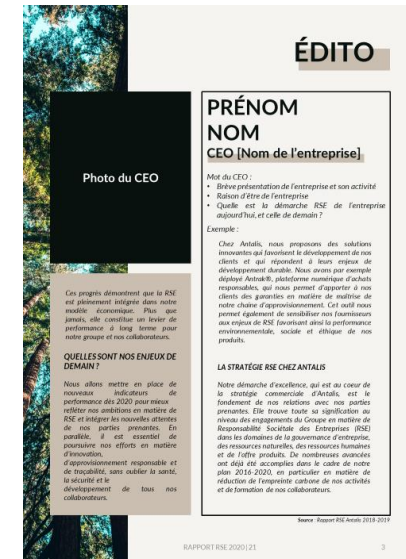 ÉDITO
Photo du CEO
PRÉNOM
NOM
CEO [Nom de l'entreprise]
Mot du CEO :
• Brève présentation de l'entreprise et son activité
• Raison d'être de l'entreprise
• Quelle est la démarche RSE de l'entreprise
aujourd'hui, et celle de demain ?
Exemple :
Chez Antalis, nous proposons des solutions
innovantes qui favorisent le développement de nos
clients et qui répondent à leurs enjeux de
développement durable. Nous avons par exemple
déployé Antrak®, plateforme numérique d'achats
responsables, qui nous permet d'apporter à nos
clients des garanties en matière de maîtrise de
notre chaîne d'approvisionnement. Cet outil nous
permet également de sensibiliser nos fournisseurs
aux enjeux de RSE favorisant ainsi la performance
environnementale, sociale et éthique de nos
produits.
LA STRATÉGIE RSE CHEZ ANTALIS
Notre démarche d'excellence, qui est au coeur de
la stratégie commerciale d'Antalis, est le
fondement de nos relations avec nos parties
prenantes. Elle trouve toute sa signification au
niveau des engagements du Groupe en matière de
Responsabilité Sociétale des Entreprises (RSE)
dans les domaines de la gouvernance d'entreprise,
des ressources naturelles, des ressources humaines
et de l'offre produits. De nombreuses avancées
ont déjà été accomplies dans le cadre de notre
plan 2016-2020, en particulier en matière de
réduction de l'empreinte carbone de nos activités
et de formation de nos collaborateurs.
Ces progrès démontrent que la RSE
est pleinement intégrée dans notre
modèle économique. Plus que
jamais, elle constitue un levier de
performance à long terme pour
notre groupe et nos collaborateurs.
QUELLES SONT NOS ENJEUX DE
DEMAIN ?
Nous allons mettre en place de
nouveaux indicateurs de
performance dès 2020 pour mieux
refléter nos ambitions en matière de
RSE et intégrer les nouvelles attentes
de nos parties prenantes. En
parallèle, il est essentiel de
poursuivre nos efforts en matière
d'innovation,
d'approvisionnement responsable et
de traçabilité, sans oublier la santé,
la sécurité et le
développement de tous nos
collaborateurs.
Source : Rapport RSE Antalis 2018-2019
RAPPORT RSE 2020|21
3